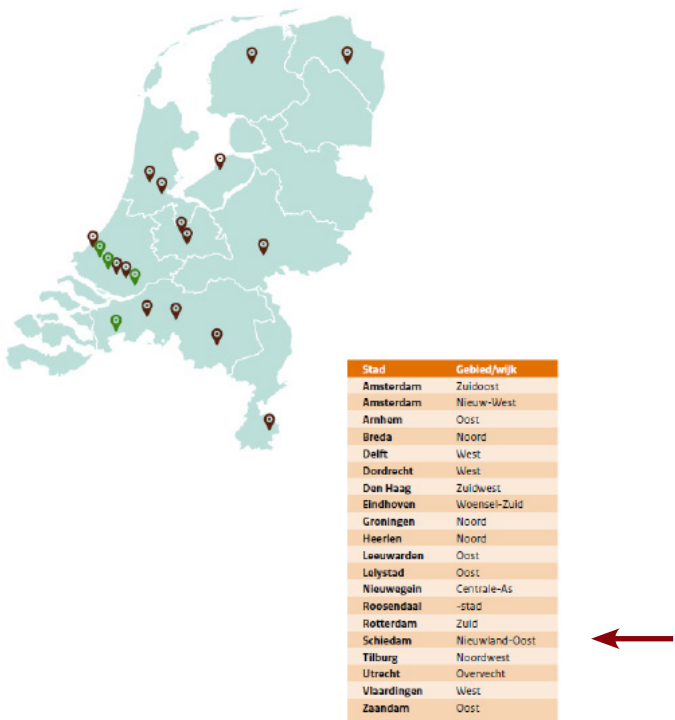 Stad Gebied/wijk
Amsterdam Zuidoost
Amsterdam Nieuw-West
Arnhem Oost
Breda Noord
Delft West
Dordrecht West
Den Haag Zuidwest
Eindhoven Woensel-Zuid
Groningen Noord
Heerlen Noord
Leeuwarden Oost
Lelystad Oost
Nieuwegein Centrale-As
Roosendaal -stad
Rotterdam Zuid
Schiedam Nieuwland-Oost
Tilburg Noordwest
Utrecht Overvecht
Vlaardingen West
Zaandam Oost